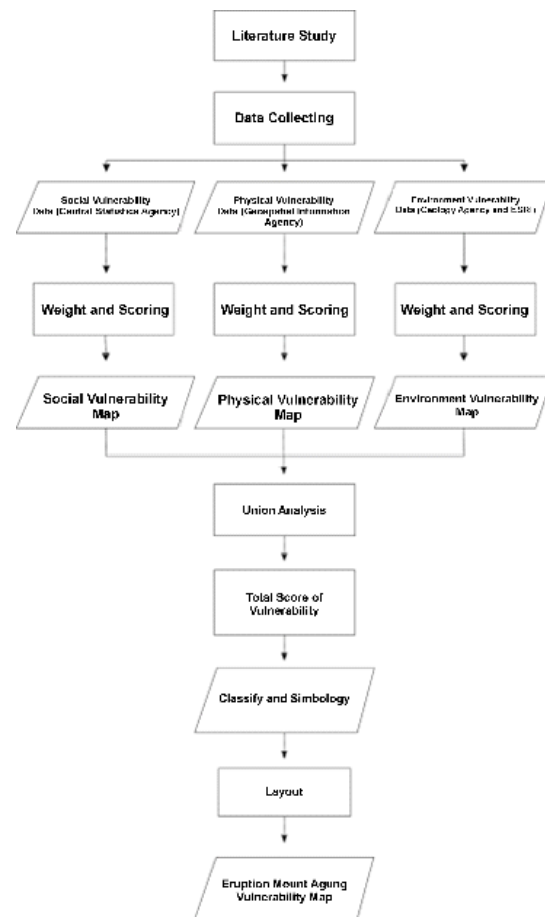 Literature Study
Data Collecting
Social Vulnerability
Data (Central Statistics Agency)
Physical Vulnerability
Data (Geospatial Information
Agency)
Environment Vulnerability
Data (Geology Agency and ESRI)
Weight and Scoring
Weight and Scoring
Weight and Scoring
Social Vulnerability
Map
Physical Vulnerability
Map
Environment Vulnerability
Map
Union Analysis
Total Score of
Vulnerability
Classify and Simbology
Layout
Eruption Mount Agung
Vulnerability Map